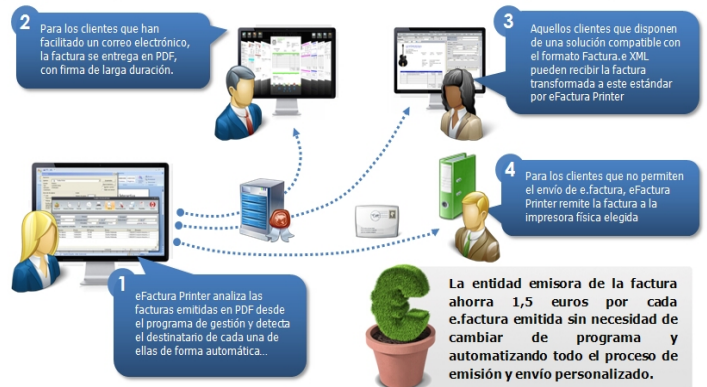 1
eFactura Printer analiza las
facturas emitidas en PDF desde
el programa de gestión y detecta
el destinatario de cada una de
ellas de forma automática...
2
Para los clientes que han
facilitado un correo electrónico,
la factura se entrega en PDF,
con firma de larga duración.
3
Aquellos clientes que disponen
de una solución compatible con
el formato Factura.e XML
pueden recibir la factura
transformada a este estándar
por eFactura Printer
4
Para los clientes que no permiten
el envío de e.factura, eFactura
Printer remite la factura a la
impresora física elegida
La entidad emisora de la factura
ahorra 1,5 euros por cada
e.factura emitida sin necesidad de
cambiar de programa y
automatizando todo el proceso de
emisión y envío personalizado.